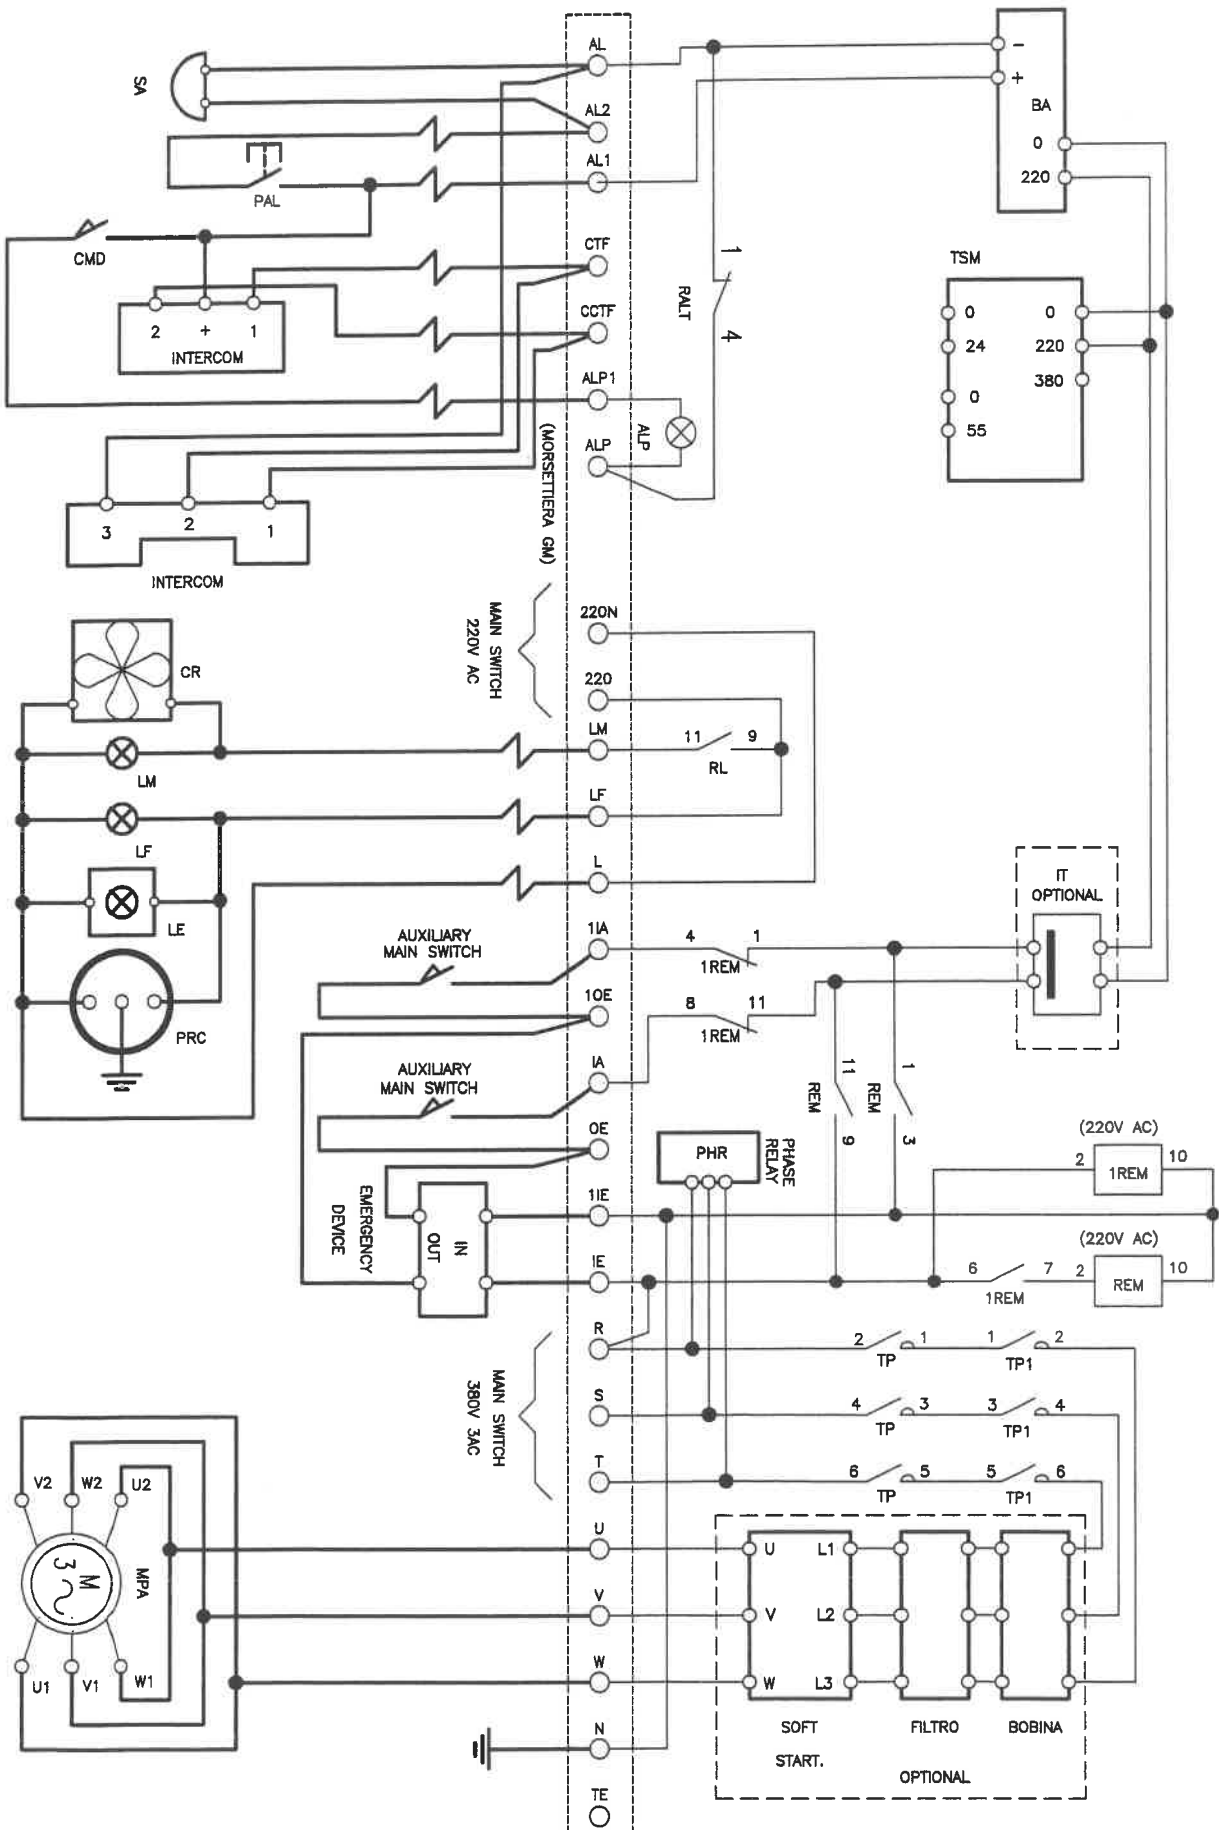 AL
SA
AL2
AL1
PAL
CMD
CTF
2 + 1
INTERCOM
CCTF
ALP1
ALP
ALP
(MORSETTIERA GM)
3 2 1
INTERCOM
-
+
BA
0
220
1
RALT
4
TSM
0 0
24 220
380
0
55
MAIN SWITCH
220V AC
220N
220
CR
LM
LM
11 9
RL
LF
LF
L
LE
PRC
IT
OPTIONAL
AUXILIARY
MAIN SWITCH
1IA
4 1
1REM
1OE
8 11
1REM
AUXILIARY
MAIN SWITCH
IA
OE
11
REM
9
1
REM
3
PHR
PHASE
RELAY
(220V AC)
2 1REM 10
EMERGENCY
DEVICE
IN
OUT
1IE
IE
(220V AC)
6 7 2 REM 10
1REM
MAIN SWITCH
380V 3AC
R
2 1 1 2
TP TP1
S
4 3 3 4
TP TP1
T
6 5 5 6
TP TP1
V2 W2 U2
M
3
MPA
U1 V1 W1
U
V
W
N
TE
U L1
V L2
W L3
SOFT
START.
FILTRO
BOBINA
OPTIONAL